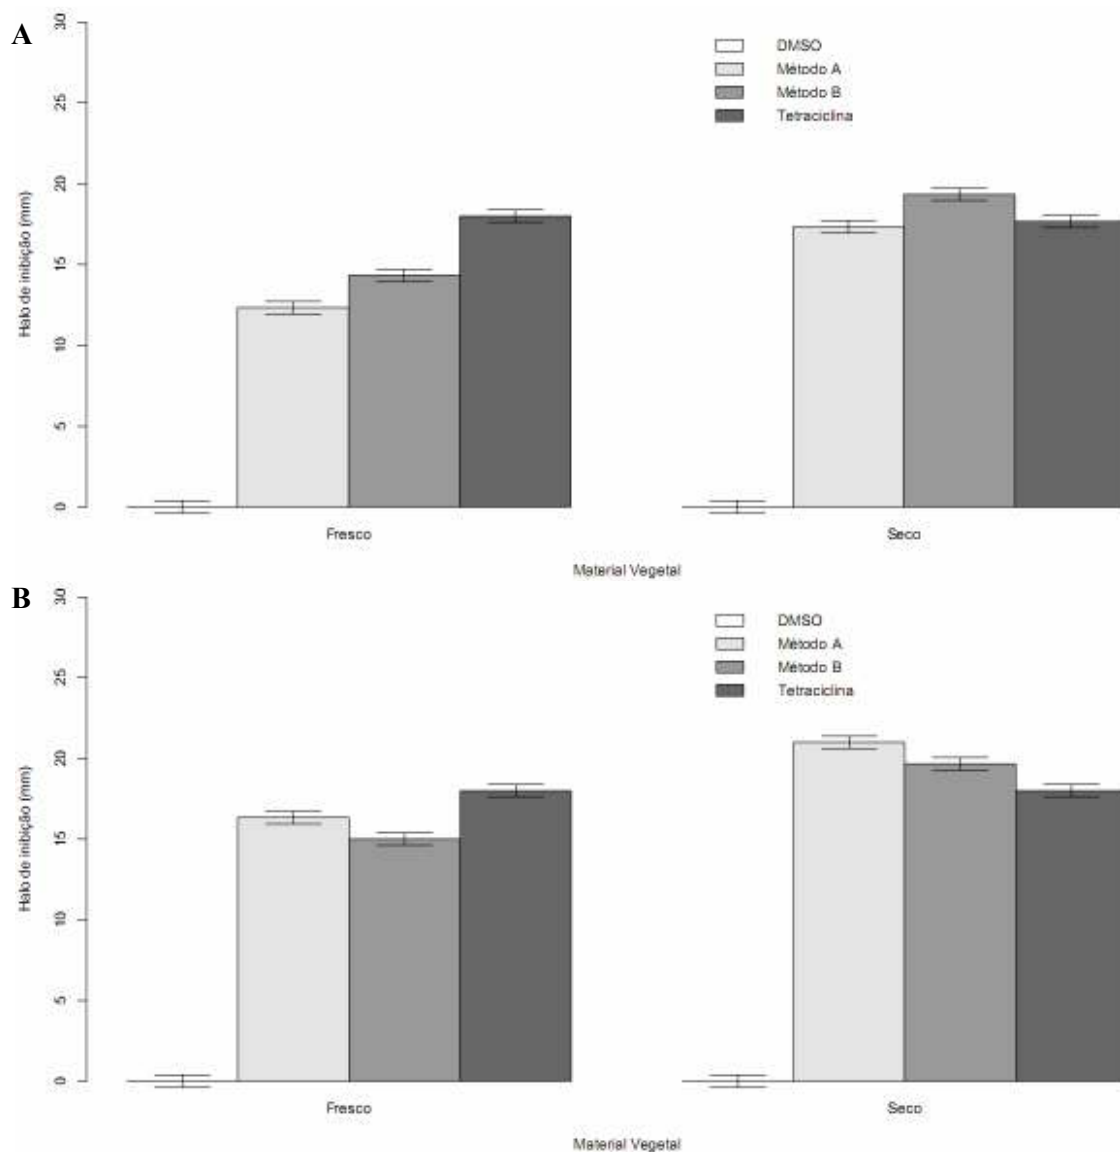 A
30
25
20
15
10
5
0
Halo de inibição (mm)
DMSO
Método A
Método B
Tetraciclina
Fresco
Seco
Material Vegetal
B
30
25
20
15
10
5
0
Halo de inibição (mm)
DMSO
Método A
Método B
Tetraciclina
Fresco
Seco
Material Vegetal